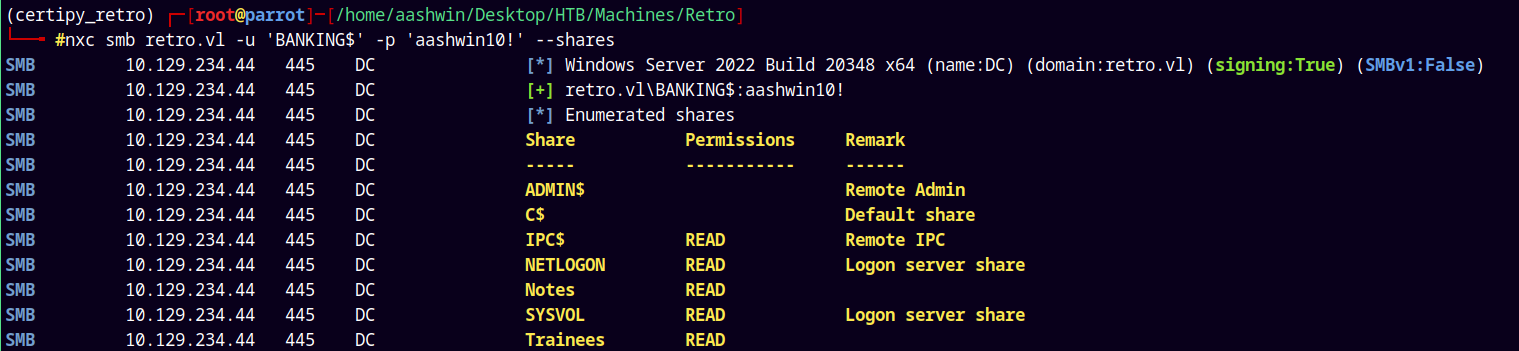 (certipy_retro) ┌─[root@parrot]─[/home/aashwin/Desktop/HTB/Machines/Retro]
└──╼ #nxc smb retro.vl -u 'BANKING$' -p 'aashwin10!' --shares
SMB 10.129.234.44 445 DC [*] Windows Server 2022 Build 20348 x64 (name:DC) (domain:retro.vl) (signing:True) (SMBv1:False)
SMB 10.129.234.44 445 DC [+] retro.vl\BANKING$:aashwin10!
SMB 10.129.234.44 445 DC [*] Enumerated shares
SMB 10.129.234.44 445 DC Share Permissions Remark
SMB 10.129.234.44 445 DC ----- ----------- ------
SMB 10.129.234.44 445 DC ADMIN$ Remote Admin
SMB 10.129.234.44 445 DC C$ Default share
SMB 10.129.234.44 445 DC IPC$ READ Remote IPC
SMB 10.129.234.44 445 DC NETLOGON READ Logon server share
SMB 10.129.234.44 445 DC Notes READ
SMB 10.129.234.44 445 DC SYSVOL READ Logon server share
SMB 10.129.234.44 445 DC Trainees READ